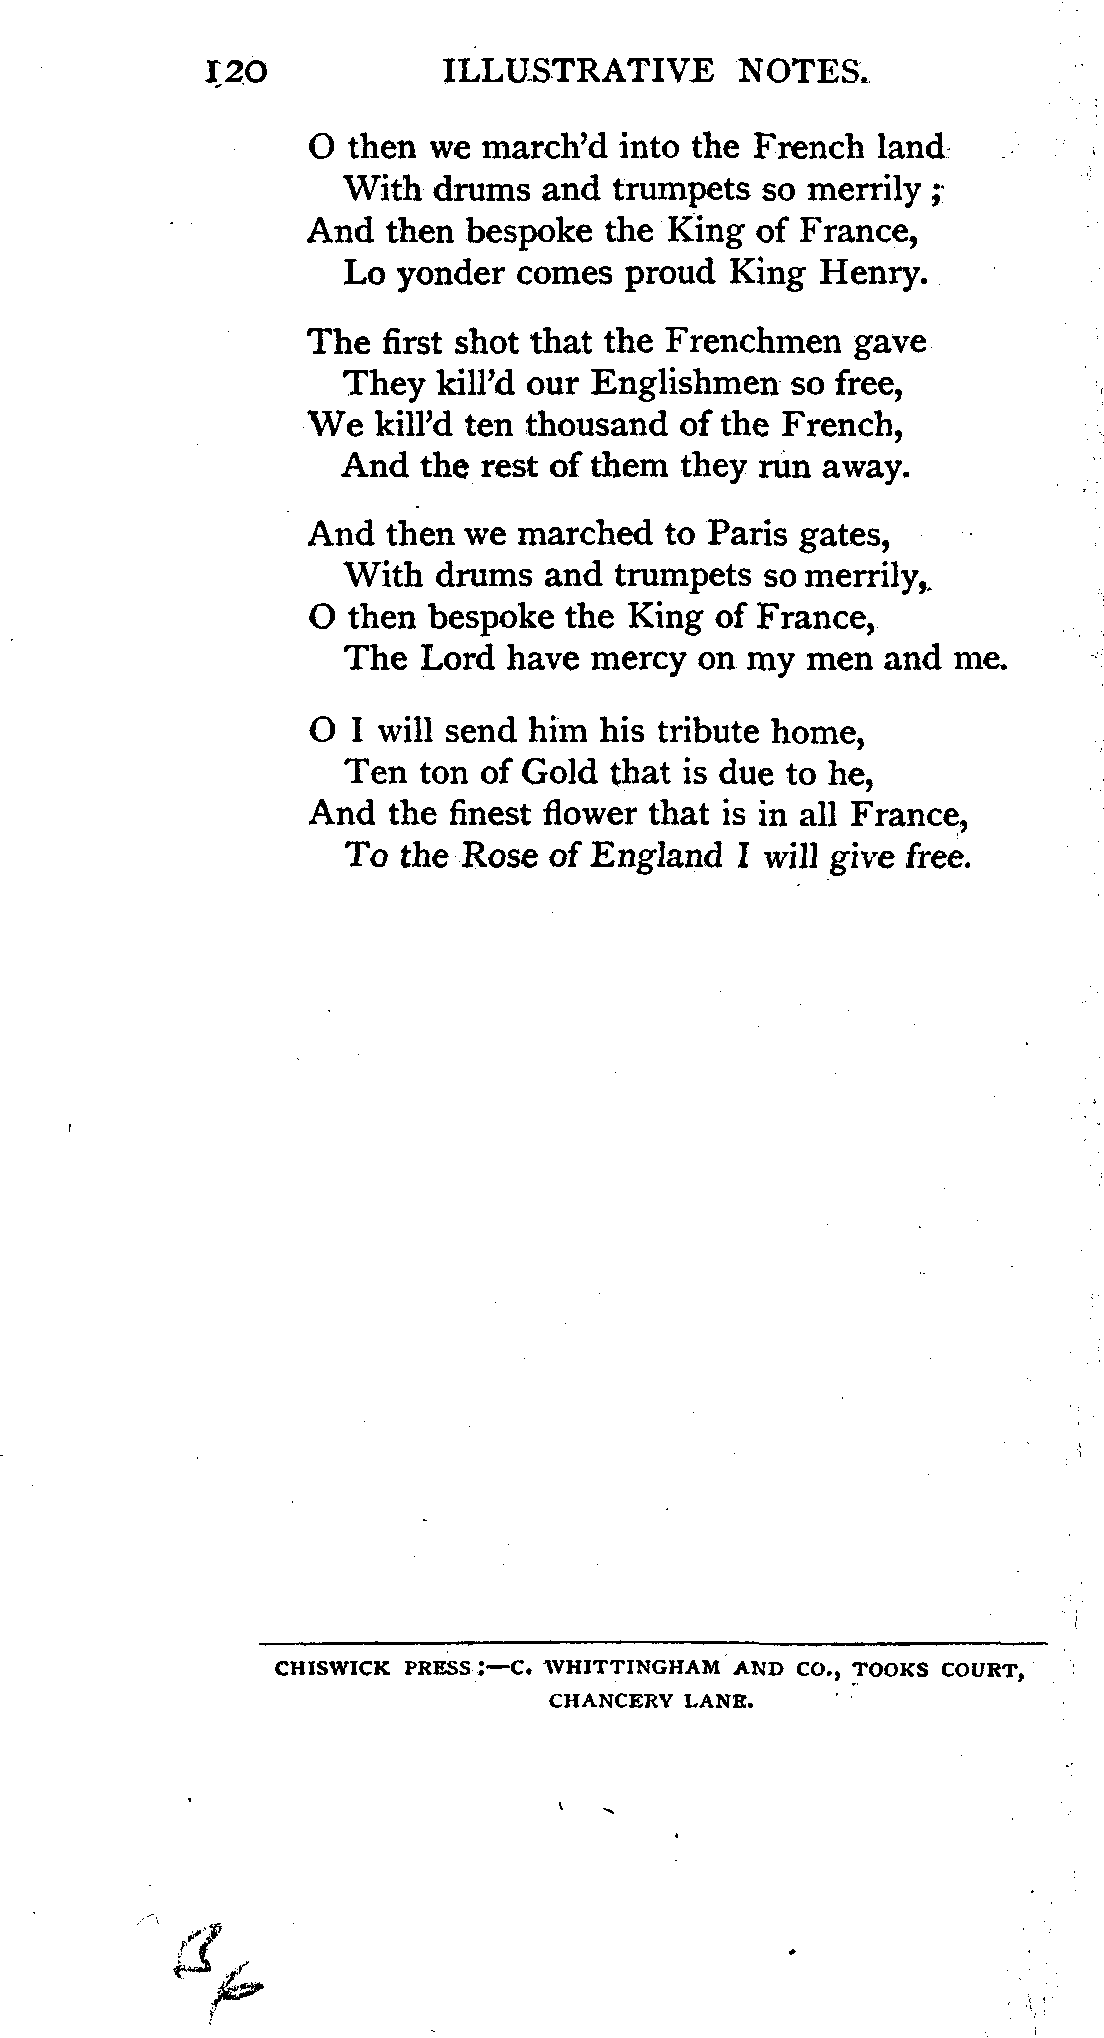 120 ILLUSTRATIVE NOTES.
O then we march'd into the French land
With drums and trumpets so merrily ;
And then bespoke the King of France,
Lo yonder comes proud King Henry.
The first shot that the Frenchmen gave
They kill'd our Englishmen so free,
We kill'd ten thousand of the French,
And the rest of them they run away.
And then we marched to Paris gates,
With drums and trumpets so merrily,
O then bespoke the King of France,
The Lord have mercy on my men and me.
O I will send him his tribute home,
Ten ton of Gold that is due to he,
And the finest flower that is in all France,
To the Rose of England I will give free.
CHISWICK PRESS :—C. WHITTINGHAM AND CO., TOOKS COURT,
CHANCERY LANE.